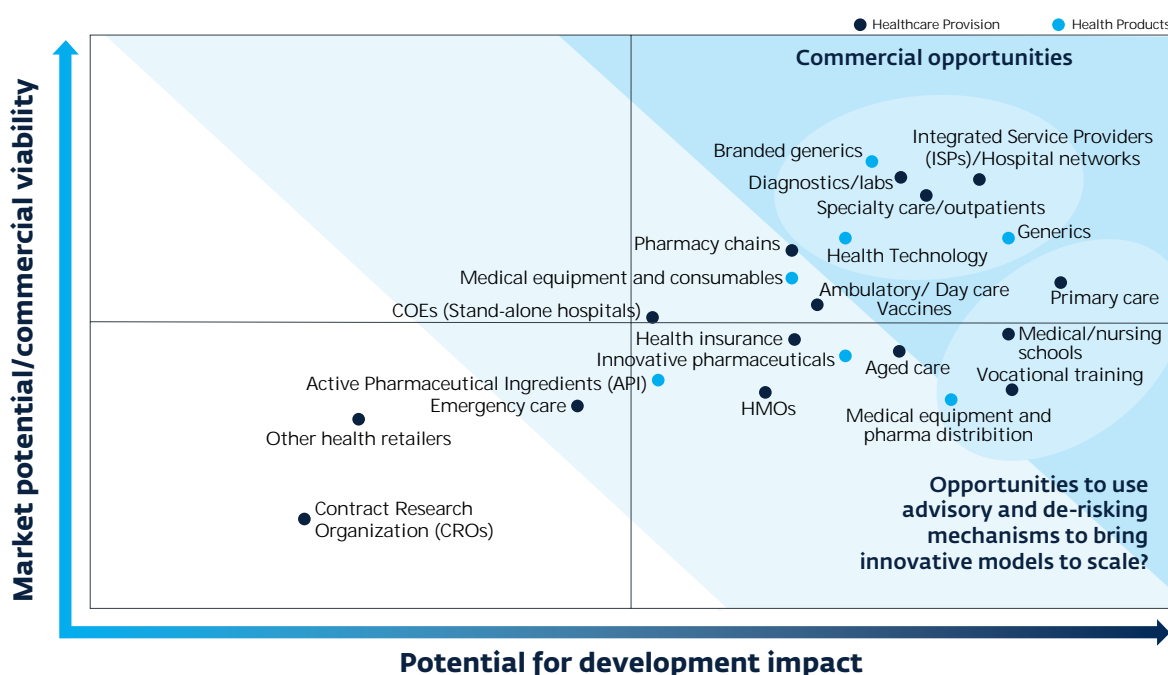 Healthcare Provision
Health Products
Commercial opportunities
Market potential/commercial viability
Integrated Service Providers
(ISPs)/Hospital networks
Branded generics
Diagnostics/labs
Specialty care/outpatients
Generics
Pharmacy chains
Health Technology
Medical equipment and consumables
Ambulatory/ Day care
Vaccines
Primary care
COEs (Stand-alone hospitals)
Health insurance
Medical/nursing
schools
Innovative pharmaceuticals
Aged care
Vocational training
Active Pharmaceutical Ingredients (API)
Emergency care
HMOs
Medical equipment and
pharma distribition
Other health retailers
Contract Research
Organization (CROs)
Opportunities to use
advisory and de-risking
mechanisms to bring
innovative models to scale?
Potential for development impact